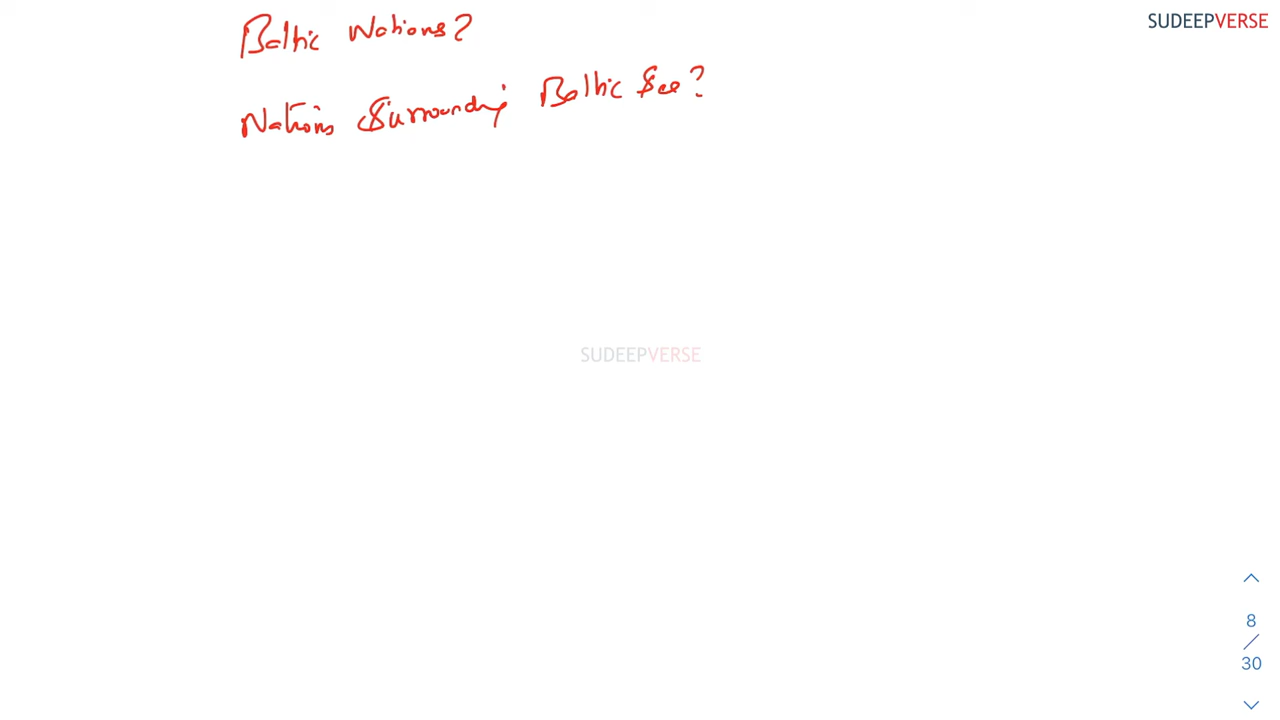 SUDEEPVERSE
Baltic Nations?
Nations Surrounding Baltic Sea?
SUDEEPVERSE
8
/
30